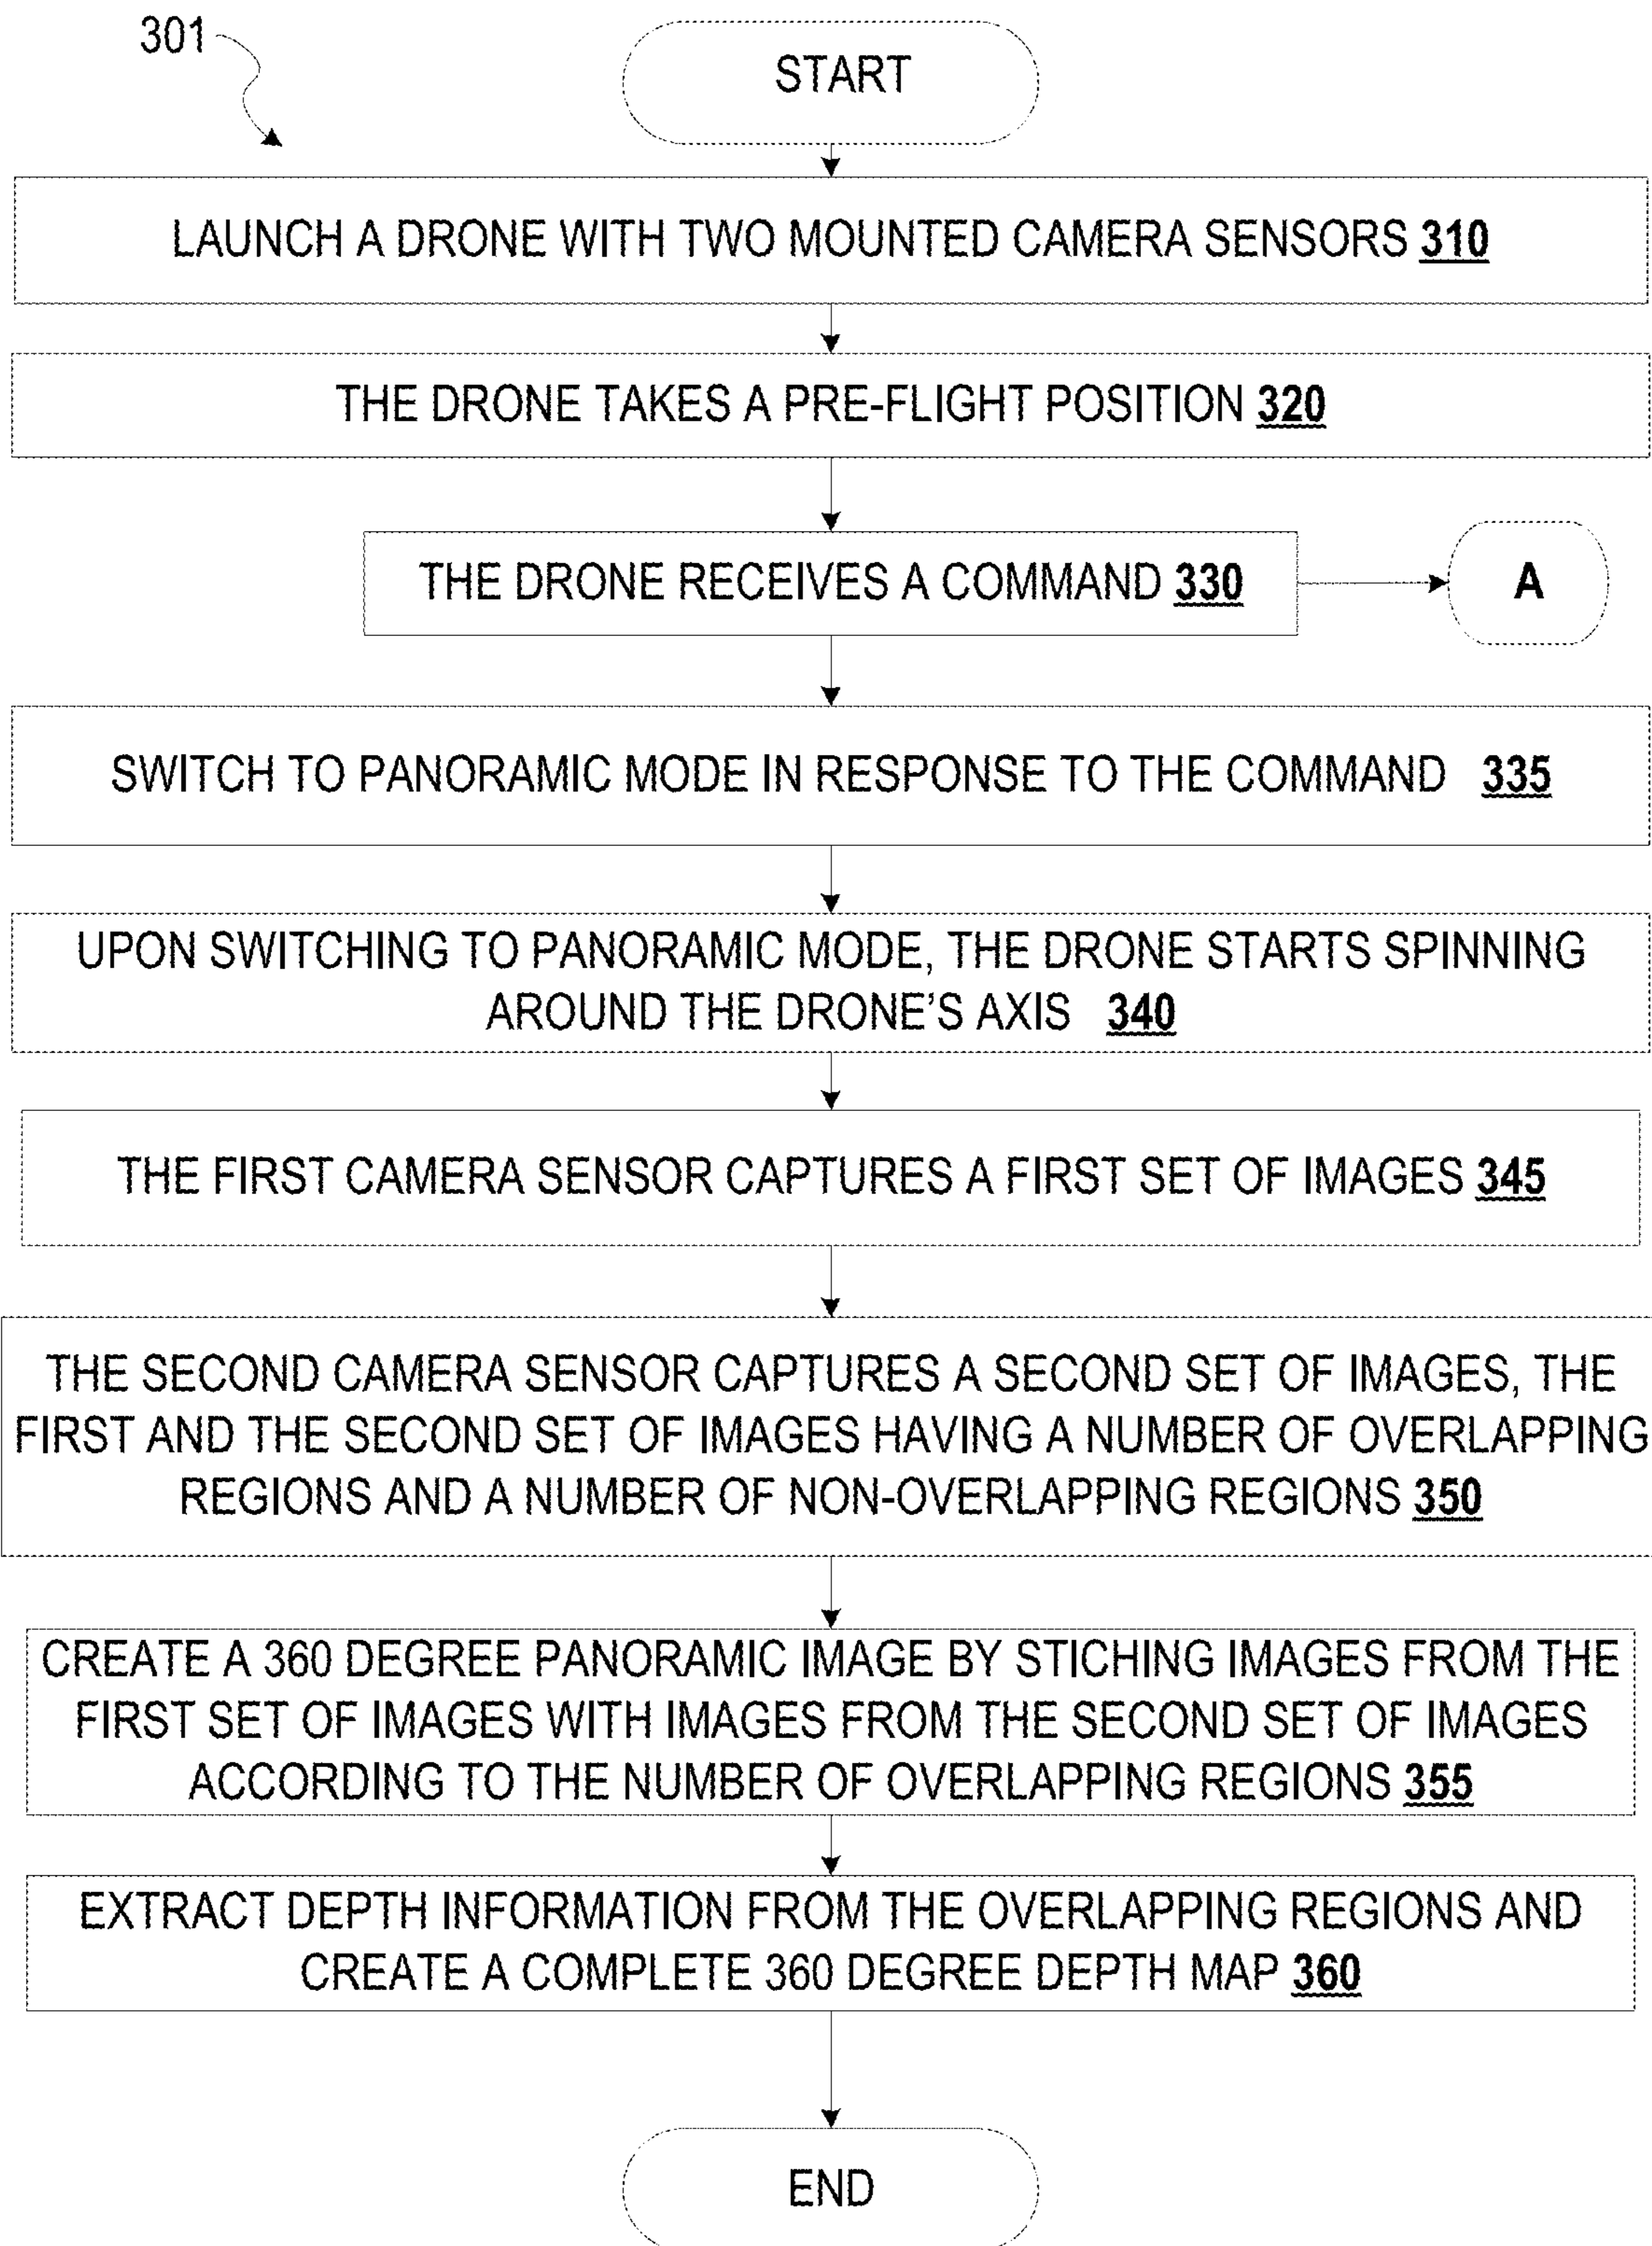 301
START
LAUNCH A DRONE WITH TWO MOUNTED CAMERA SENSORS 310
THE DRONE TAKES A PRE-FLIGHT POSITION 320
THE DRONE RECEIVES A COMMAND 330
A
SWITCH TO PANORAMIC MODE IN RESPONSE TO THE COMMAND 335
UPON SWITCHING TO PANORAMIC MODE, THE DRONE STARTS SPINNING
AROUND THE DRONE'S AXIS 340
THE FIRST CAMERA SENSOR CAPTURES A FIRST SET OF IMAGES 345
THE SECOND CAMERA SENSOR CAPTURES A SECOND SET OF IMAGES, THE
FIRST AND THE SECOND SET OF IMAGES HAVING A NUMBER OF OVERLAPPING
REGIONS AND A NUMBER OF NON-OVERLAPPING REGIONS 350
CREATE A 360 DEGREE PANORAMIC IMAGE BY STICHING IMAGES FROM THE
FIRST SET OF IMAGES WITH IMAGES FROM THE SECOND SET OF IMAGES
ACCORDING TO THE NUMBER OF OVERLAPPING REGIONS 355
EXTRACT DEPTH INFORMATION FROM THE OVERLAPPING REGIONS AND
CREATE A COMPLETE 360 DEGREE DEPTH MAP 360
END